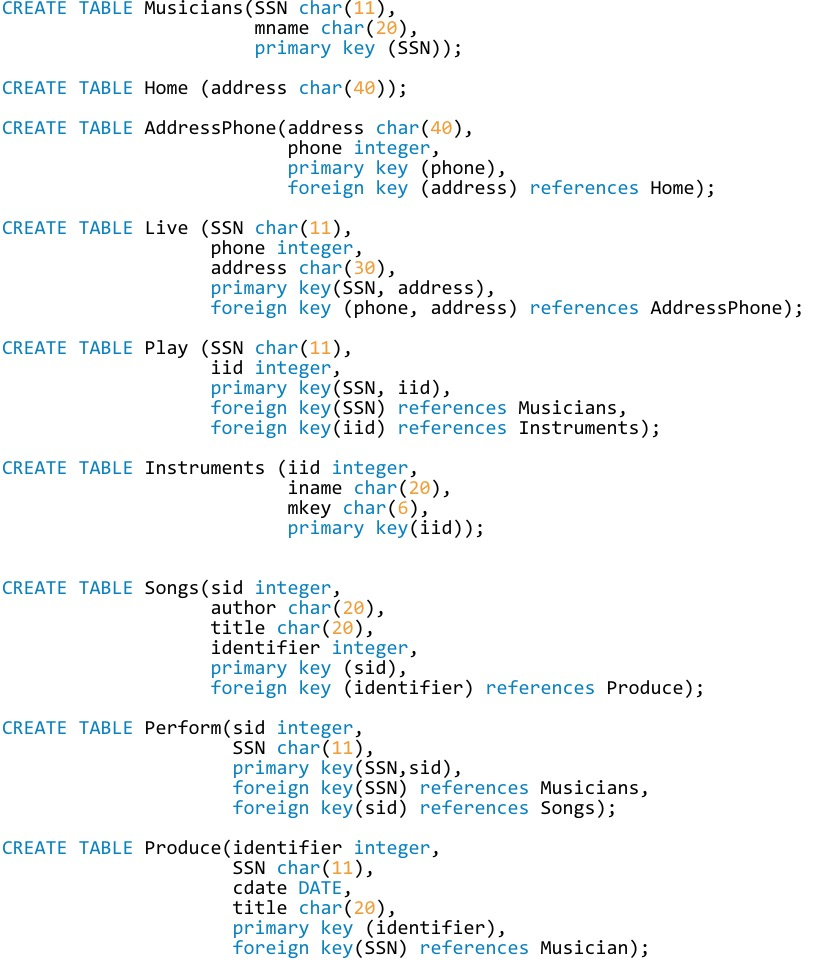 CREATE TABLE Musicians(SSN char(11),
mname char(20),
primary key (SSN));
CREATE TABLE Home (address char(40));
CREATE TABLE AddressPhone(address char(40),
phone integer,
primary key (phone),
foreign key (address) references Home);
CREATE TABLE Live (SSN char(11),
phone integer,
address char(30),
primary key(SSN, address),
foreign key (phone, address) references AddressPhone);
CREATE TABLE Play (SSN char(11),
iid integer,
primary key(SSN, iid),
foreign key(SSN) references Musicians,
foreign key(iid) references Instruments);
CREATE TABLE Instruments (iid integer,
iname char(20),
mkey char(6),
primary key(iid));
CREATE TABLE Songs(sid integer,
author char(20),
title char(20),
identifier integer,
primary key (sid),
foreign key (identifier) references Produce);
CREATE TABLE Perform(sid integer,
SSN char(11),
primary key(SSN,sid),
foreign key(SSN) references Musicians,
foreign key(sid) references Songs);
CREATE TABLE Produce(identifier integer,
SSN char(11),
cdate DATE,
title char(20),
primary key (identifier),
foreign key(SSN) references Musician);